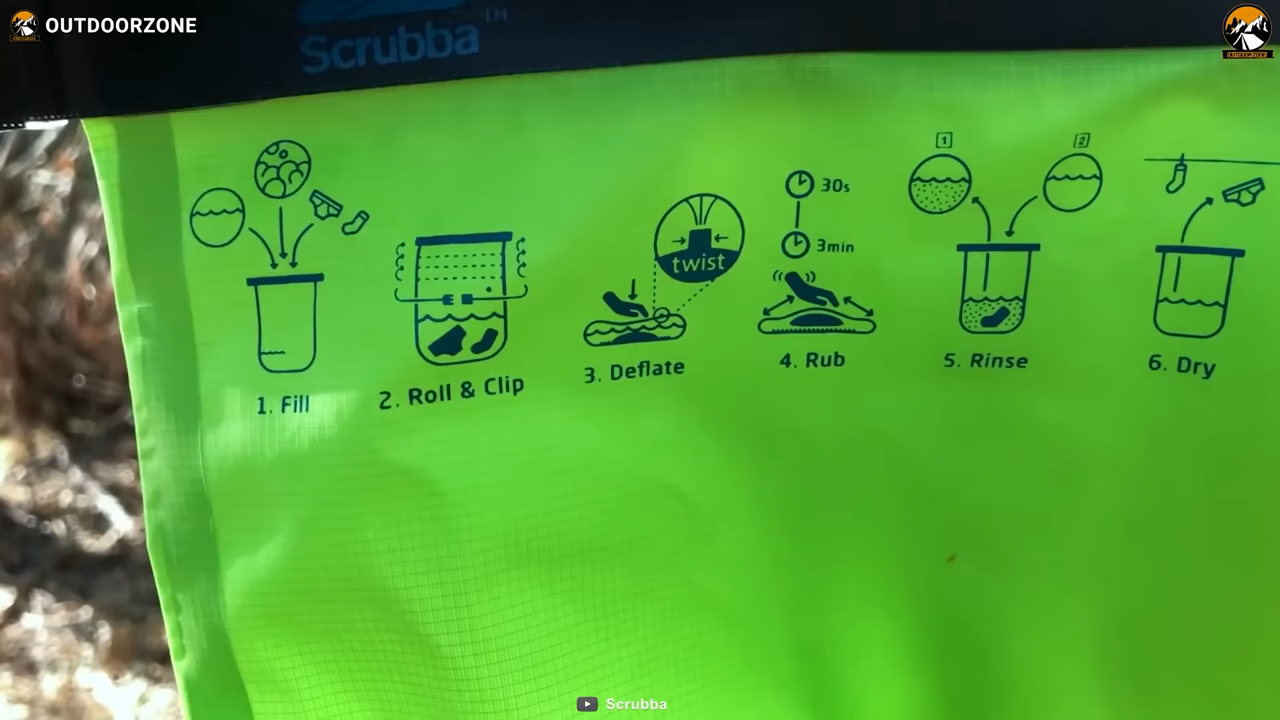 OUTDOORZONE
Scrubba™
1
2
30s
3min
twist
1. Fill
2. Roll & Clip
3. Deflate
4. Rub
5. Rinse
6. Dry
Scrubba